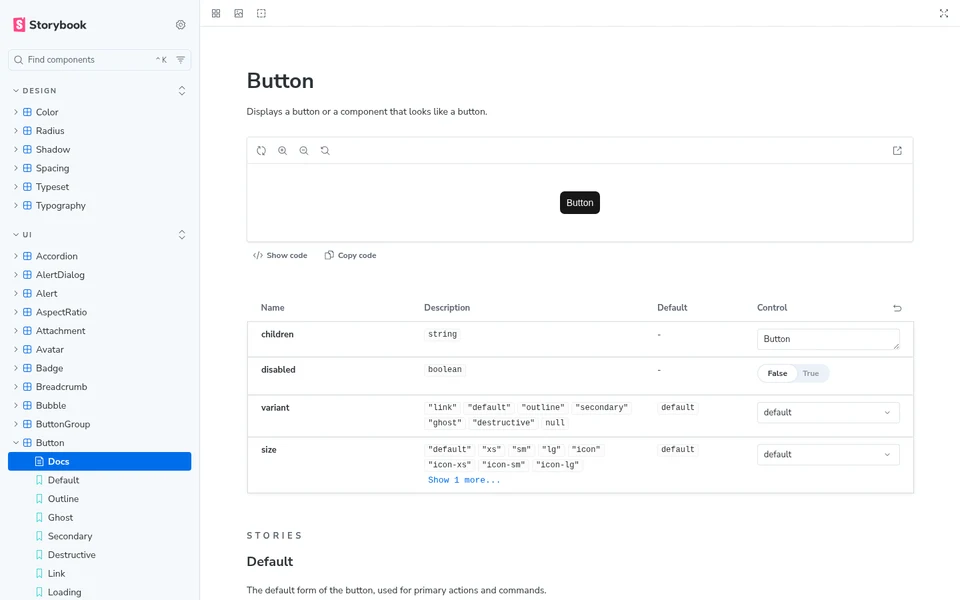 Storybook
Find components
^ K
DESIGN
Color
Radius
Shadow
Spacing
Typeset
Typography
UI
Accordion
AlertDialog
Alert
AspectRatio
Attachment
Avatar
Badge
Breadcrumb
Bubble
ButtonGroup
Button
Docs
Default
Outline
Ghost
Secondary
Destructive
Link
Loading
Button
Displays a button or a component that looks like a button.
Button
Show code
Copy code
Name Description Default Control
children string - Button
disabled boolean - False True
variant "link" "default" "outline" "secondary" default default
"ghost" "destructive" null
size "default" "xs" "sm" "lg" "icon" default default
"icon-xs" "icon-sm" "icon-lg"
Show 1 more...
STORIES
Default
The default form of the button, used for primary actions and commands.